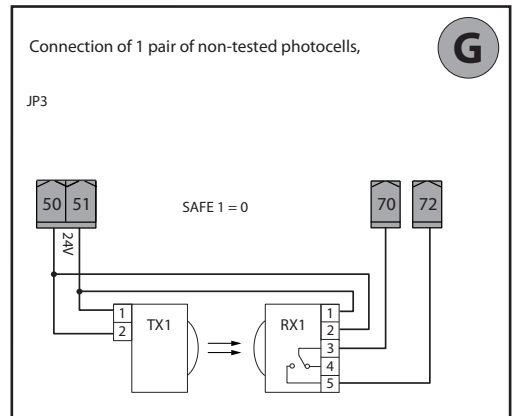 Connection of 1 pair of non-tested photocells,
G
JP3
50 51
SAFE 1 = 0
70 72
24V
1
2
TX1
RX1
1
2
3
4
5